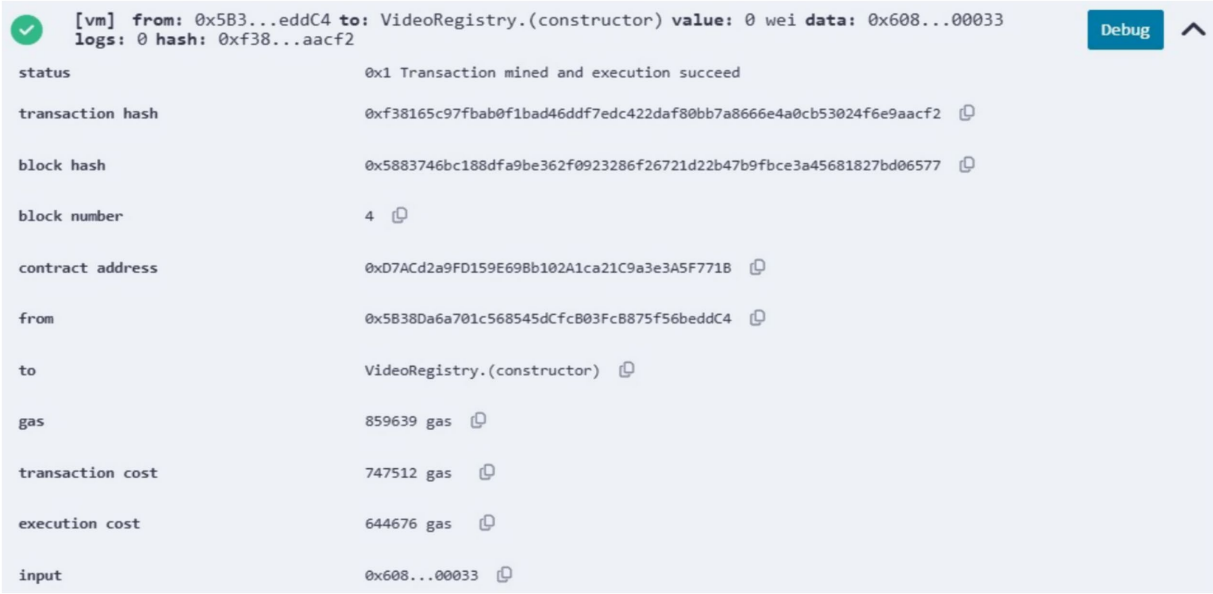 [vm] from: 0x5B3...eddC4 to: VideoRegistry.(constructor) value: 0 wei data: 0x608...00033
logs: 0 hash: 0xf38...aacf2
Debug
status 0x1 Transaction mined and execution succeed
transaction hash 0xf38165c97fbab0f1bad46ddf7edc422daf80bb7a8666e4a0cb53024f6e9aacf2
block hash 0x5883746bc188dfa9be362f0923286f26721d22b47b9fbce3a45681827bd06577
block number 4
contract address 0xD7ACd2a9FD159E69Bb102A1ca21C9a3e3A5F771B
from 0x5B38Da6a701c568545dCfcB03FcB875f56beddC4
to VideoRegistry.(constructor)
gas 859639 gas
transaction cost 747512 gas
execution cost 644676 gas
input 0x608...00033